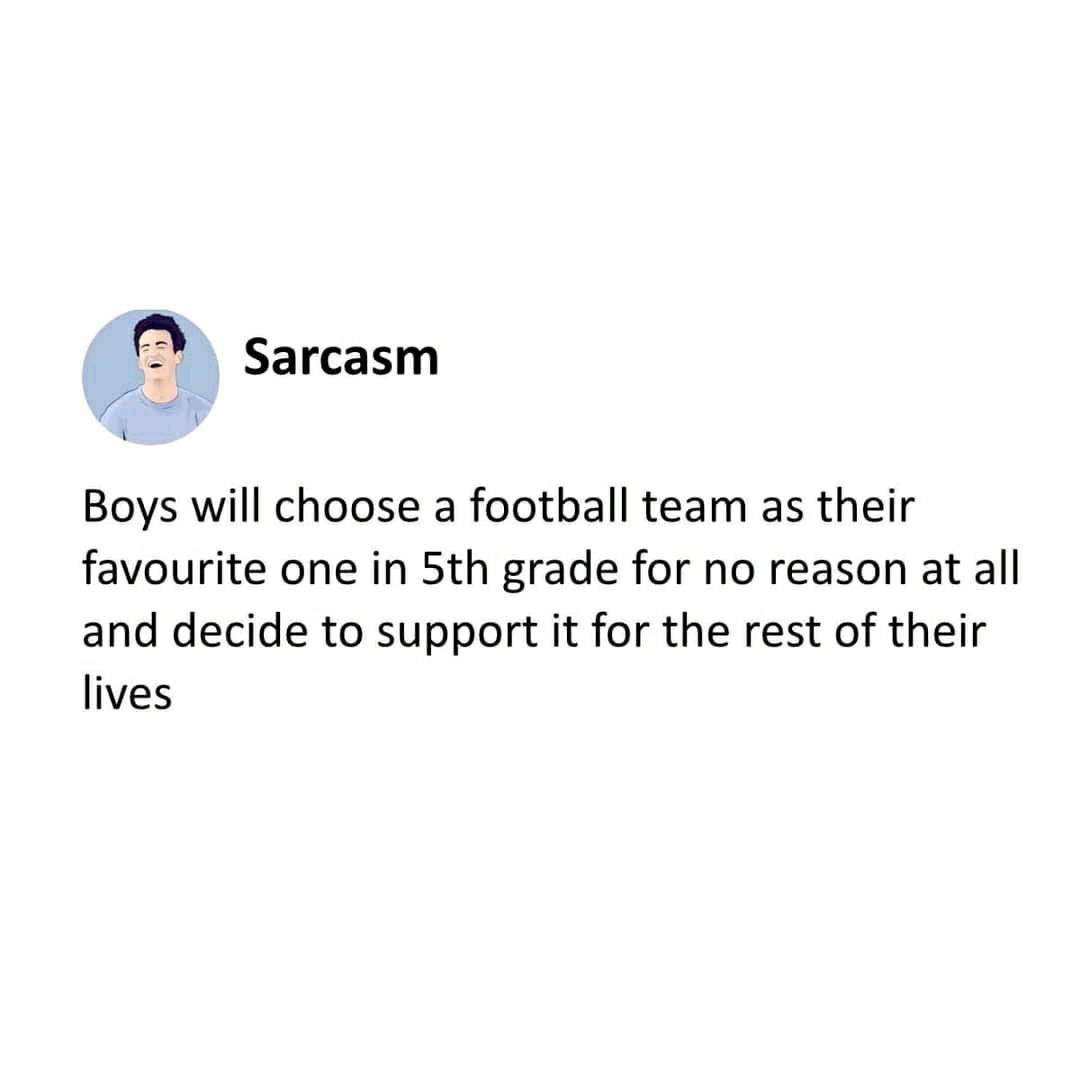 Sarcasm
Boys will choose a football team as their
favourite one in 5th grade for no reason at all
and decide to support it for the rest of their
lives